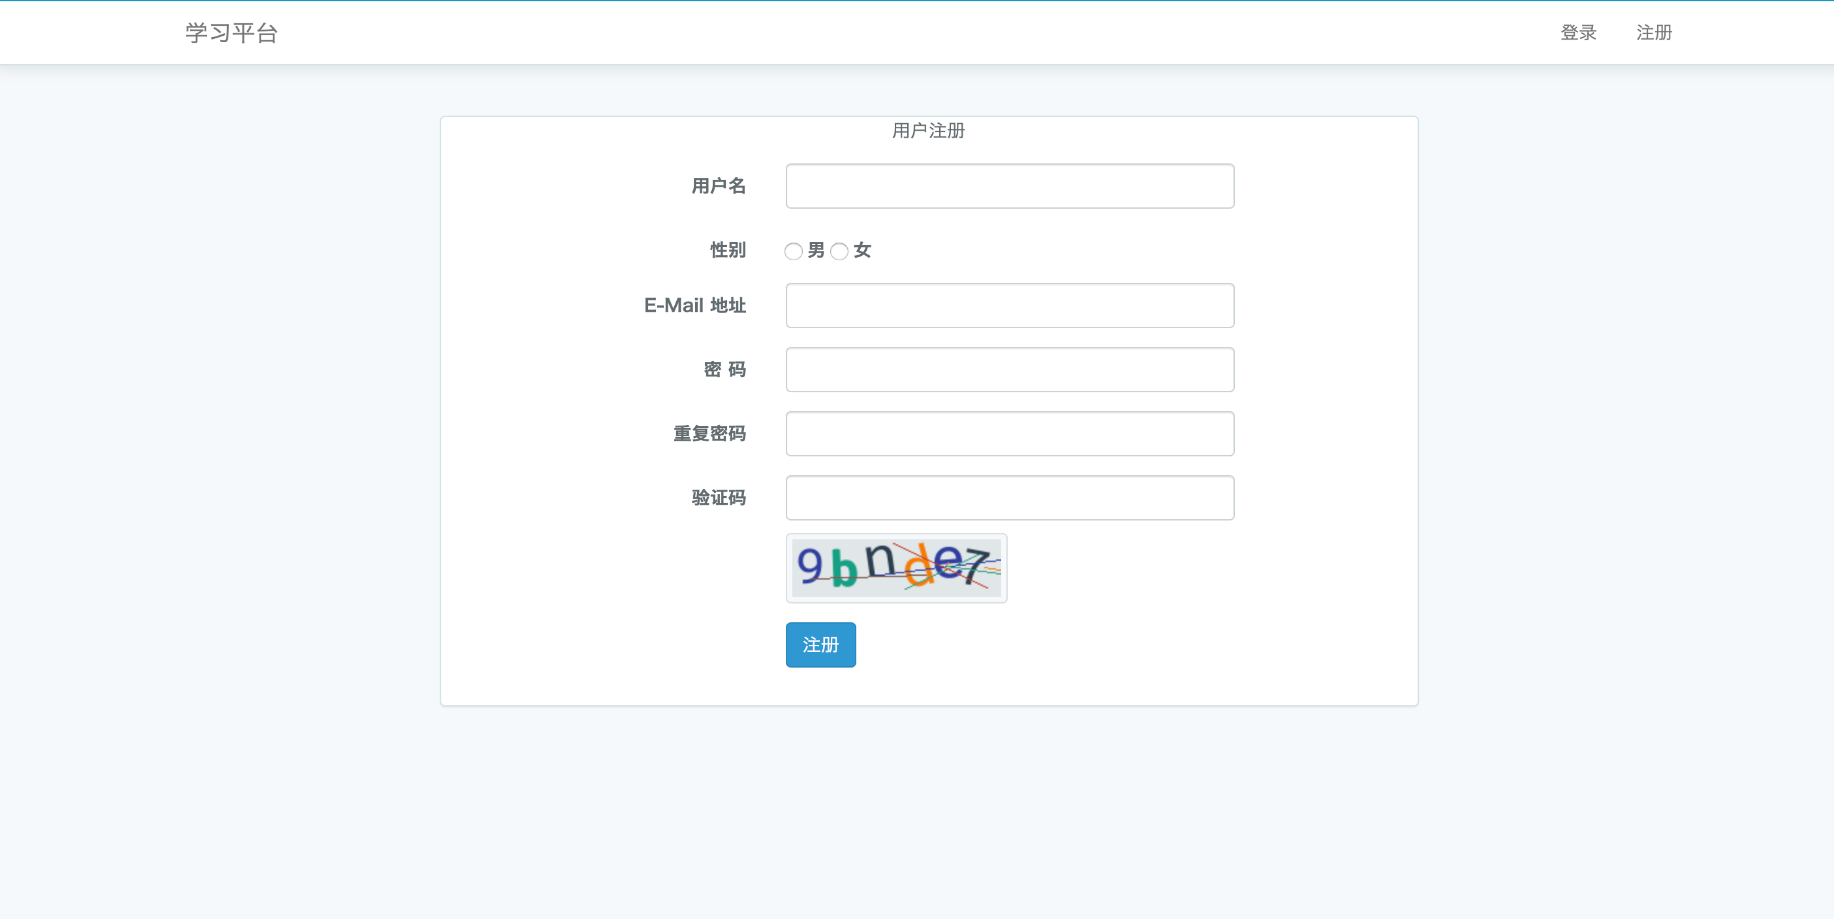 学习平台
登录 注册
用户注册
用户名
性别 男 女
E-Mail 地址
密 码
重复密码
验证码
9bnde7
注册